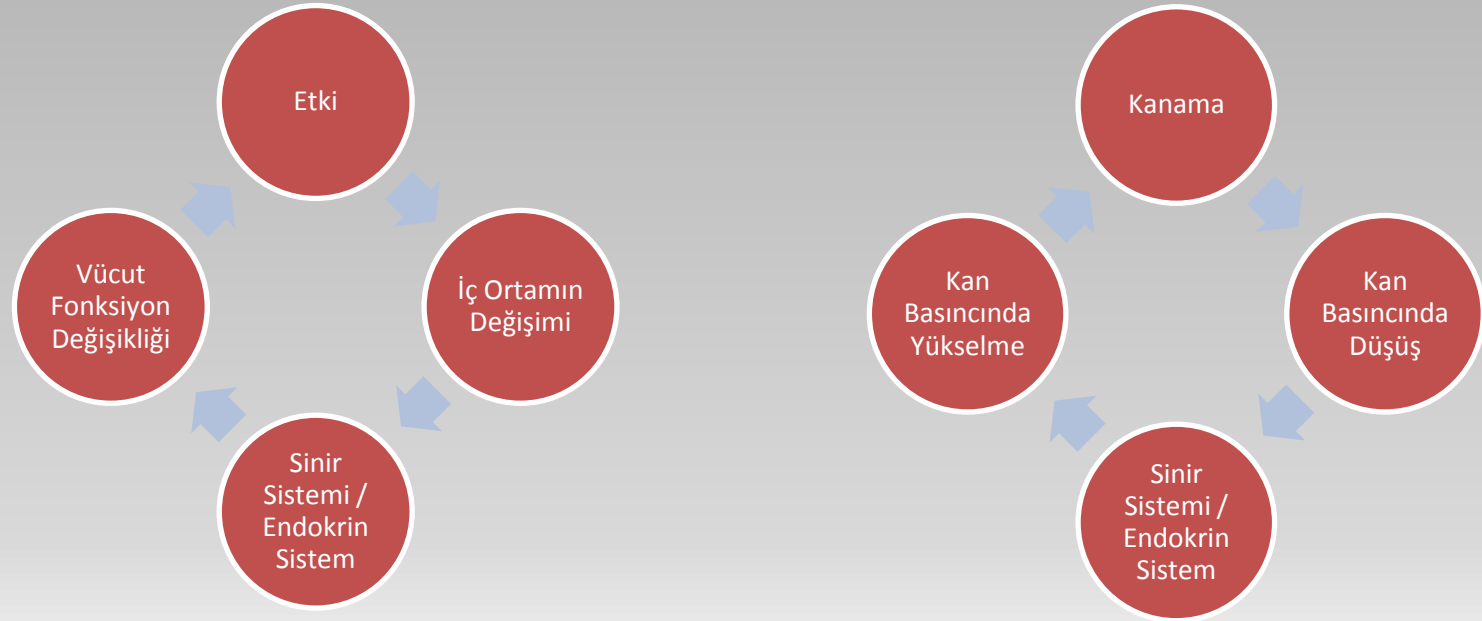 Etki
İç Ortamın
Değişimi
Sinir
Sistemi /
Endokrin
Sistem
Vücut
Fonksiyon
Değişikliği
Kanama
Kan
Basıncında
Düşüş
Sinir
Sistemi /
Endokrin
Sistem
Kan
Basıncında
Yükselme